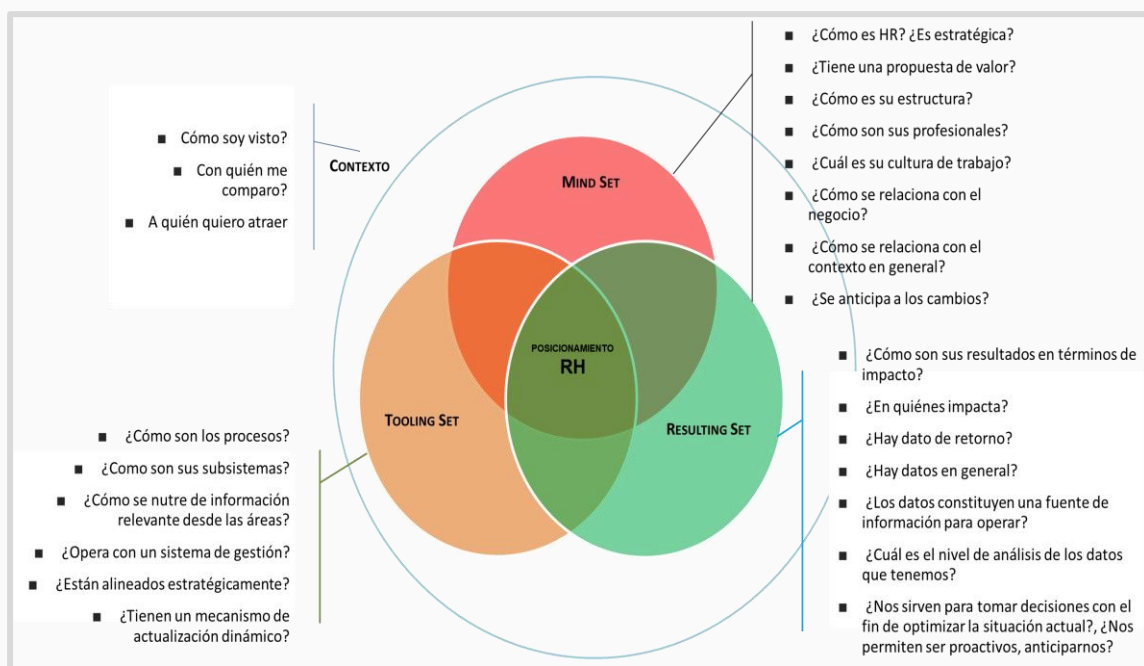 Cómo soy visto?
Con quién me
comparo?
A quién quiero atraer
CONTEXTO
MIND SET
¿Cómo es HR? ¿Es estratégica?
¿Tiene una propuesta de valor?
¿Cómo es su estructura?
¿Cómo son sus profesionales?
¿Cuál es su cultura de trabajo?
¿Cómo se relaciona con el
negocio?
¿Cómo se relaciona con el
contexto en general?
¿Se anticipa a los cambios?
POSICIONAMIENTO
RH
TOOLING SET
RESULTING SET
¿Cómo son los procesos?
¿Como son sus subsistemas?
¿Cómo se nutre de información
relevante desde las áreas?
¿Opera con un sistema de gestión?
¿Están alineados estratégicamente?
¿Tienen un mecanismo de
actualización dinámico?
¿Cómo son sus resultados en términos de
impacto?
¿En quiénes impacta?
¿Hay dato de retorno?
¿Hay datos en general?
¿Los datos constituyen una fuente de
información para operar?
¿Cuál es el nivel de análisis de los datos
que tenemos?
¿Nos sirven para tomar decisiones con el
fin de optimizar la situación actual?, ¿Nos
permiten ser proactivos, anticiparnos?